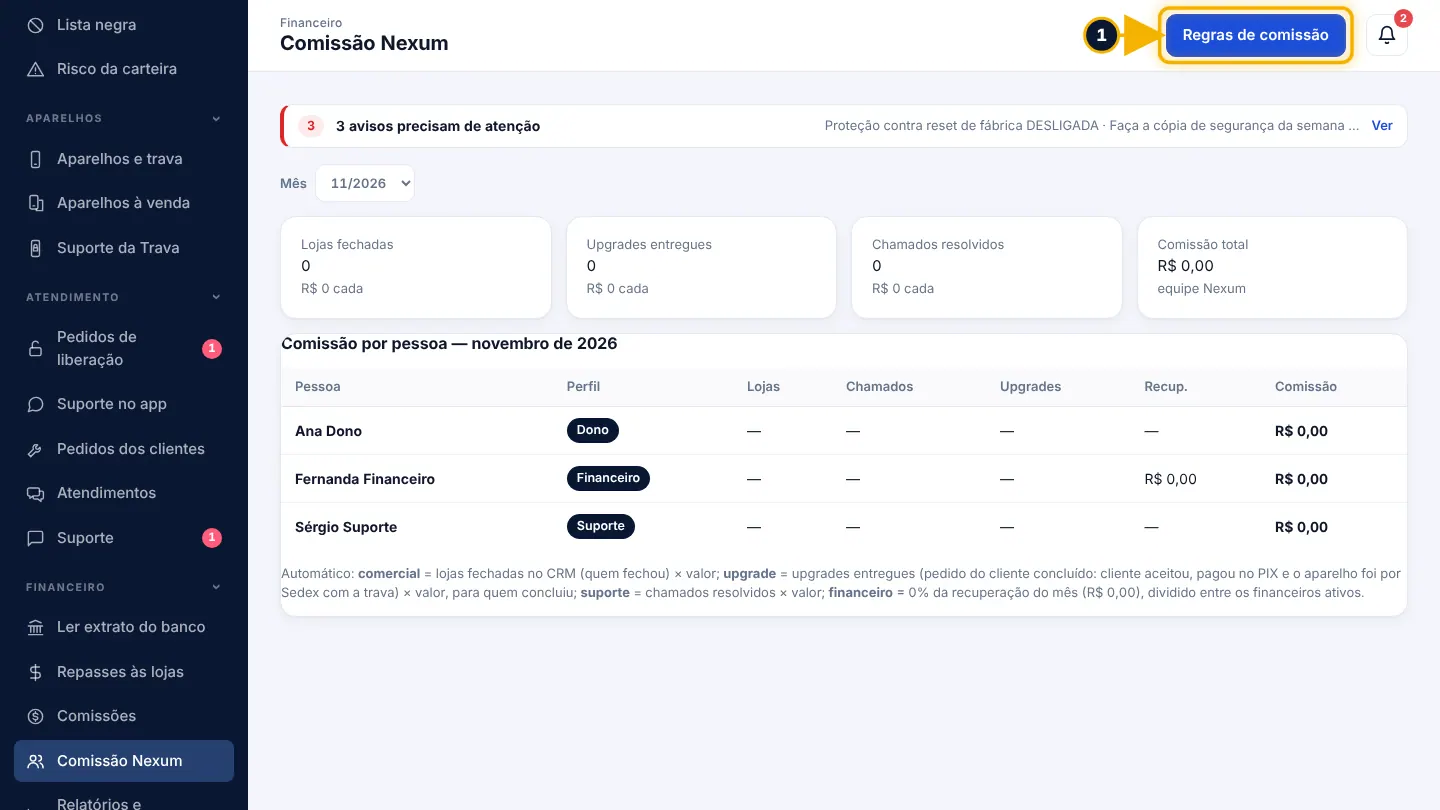 Lista negra
Risco da carteira
APARELHOS
Aparelhos e trava
Aparelhos à venda
Suporte da Trava
ATENDIMENTO
Pedidos de
liberação
1
Suporte no app
Pedidos dos clientes
Atendimentos
Suporte
1
FINANCEIRO
Ler extrato do banco
Repasses às lojas
Comissões
Comissão Nexum
Relatórios e
Financeiro
Comissão Nexum
1
Regras de comissão
2
3
3 avisos precisam de atenção
Proteção contra reset de fábrica DESLIGADA · Faça a cópia de segurança da semana ...
Ver
Mês
11/2026
Lojas fechadas
0
R$ 0 cada
Upgrades entregues
0
R$ 0 cada
Chamados resolvidos
0
R$ 0 cada
Comissão total
R$ 0,00
equipe Nexum
Comissão por pessoa — novembro de 2026
Pessoa Perfil Lojas Chamados Upgrades Recup. Comissão
Ana Dono Dono — — — — R$ 0,00
Fernanda Financeiro Financeiro — — — R$ 0,00 R$ 0,00
Sérgio Suporte Suporte — — — — R$ 0,00
Automático: comercial = lojas fechadas no CRM (quem fechou) × valor; upgrade = upgrades entregues (pedido do cliente concluído: cliente aceitou, pagou no PIX e o aparelho foi por
Sedex com a trava) × valor, para quem concluiu; suporte = chamados resolvidos × valor; financeiro = 0% da recuperação do mês (R$ 0,00), dividido entre os financeiros ativos.